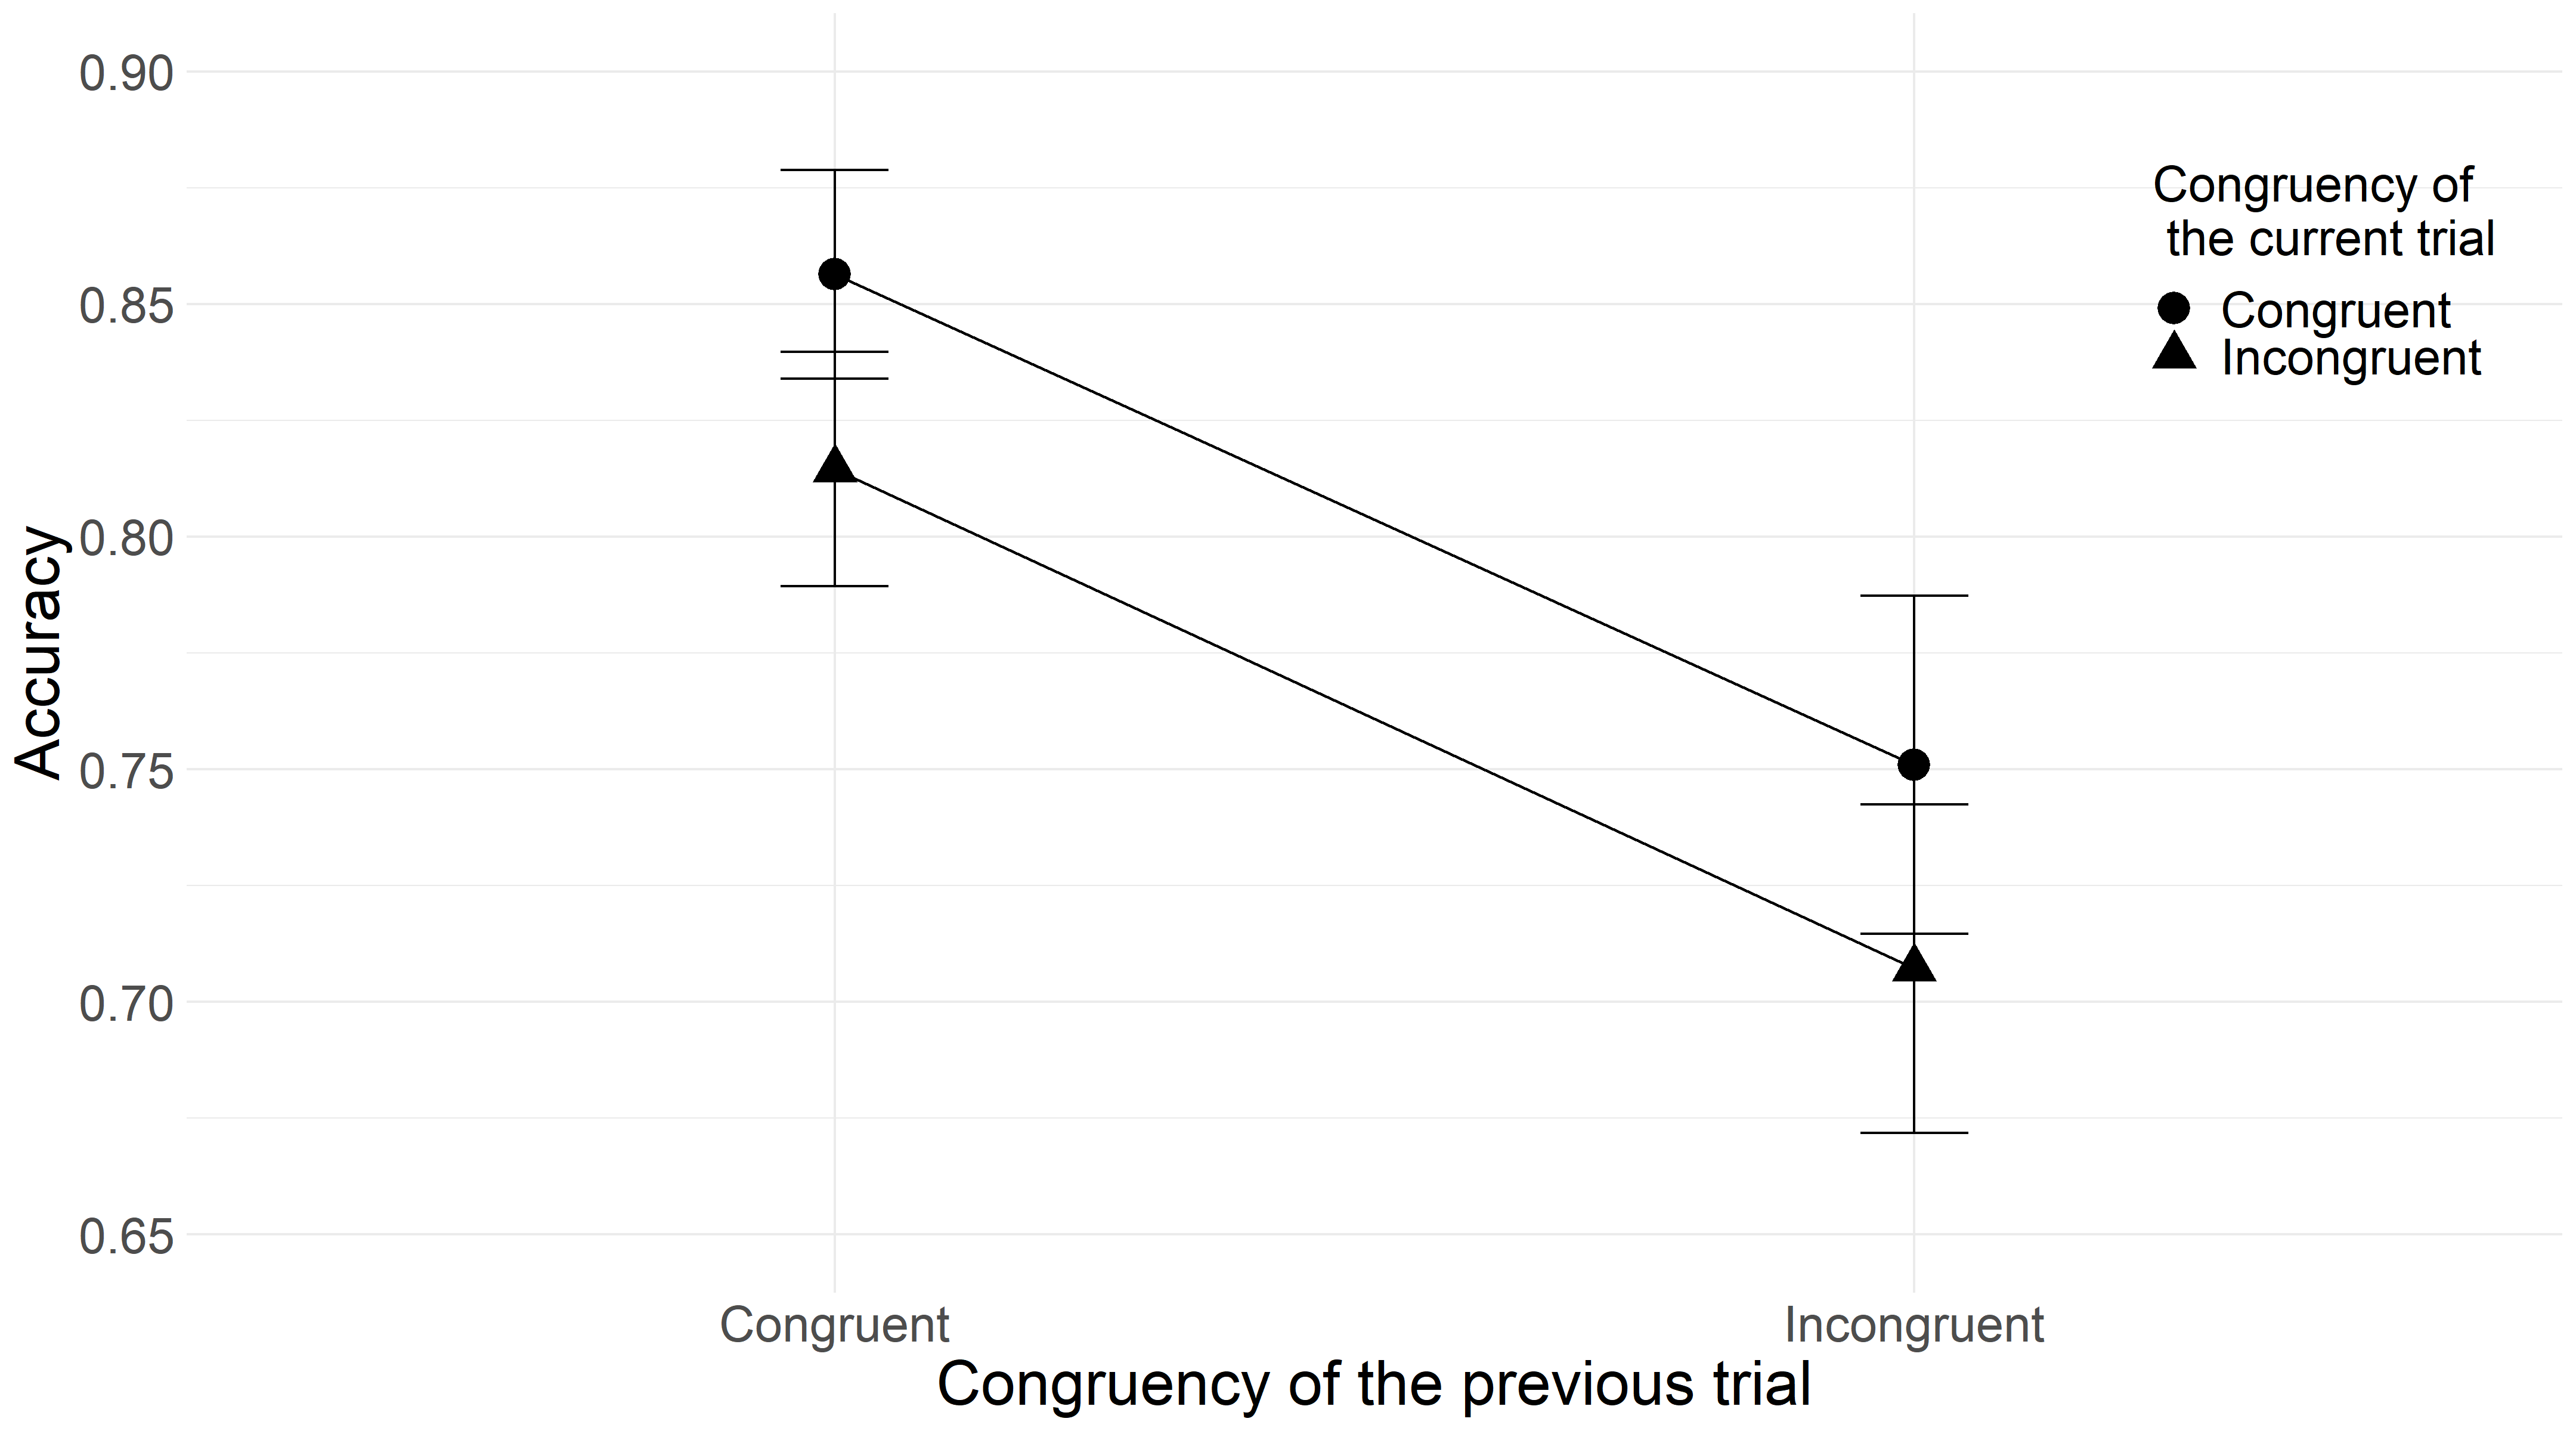 0.90
0.85
0.80
0.75
0.70
0.65
Accuracy
Congruency of
the current trial
Congruent
Incongruent
Congruent
Incongruent
Congruency of the previous trial